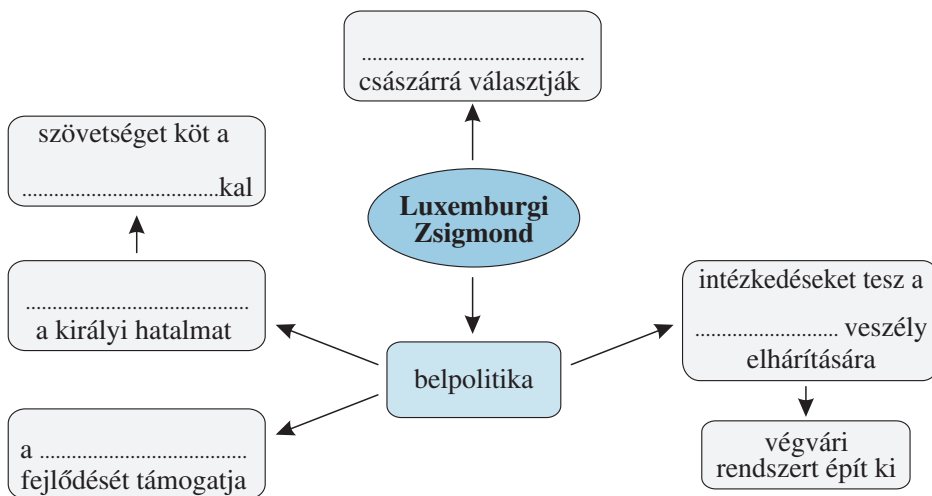 ............................................
császárrá választják
szövetséget köt a
......................................kal
Luxemburgi
Zsigmond
............................................
a királyi hatalmat
intézkedéseket tesz a
............................ veszély
elhárítására
belpolitika
a .........................................
fejlődését támogatja
végvári
rendszert épít ki